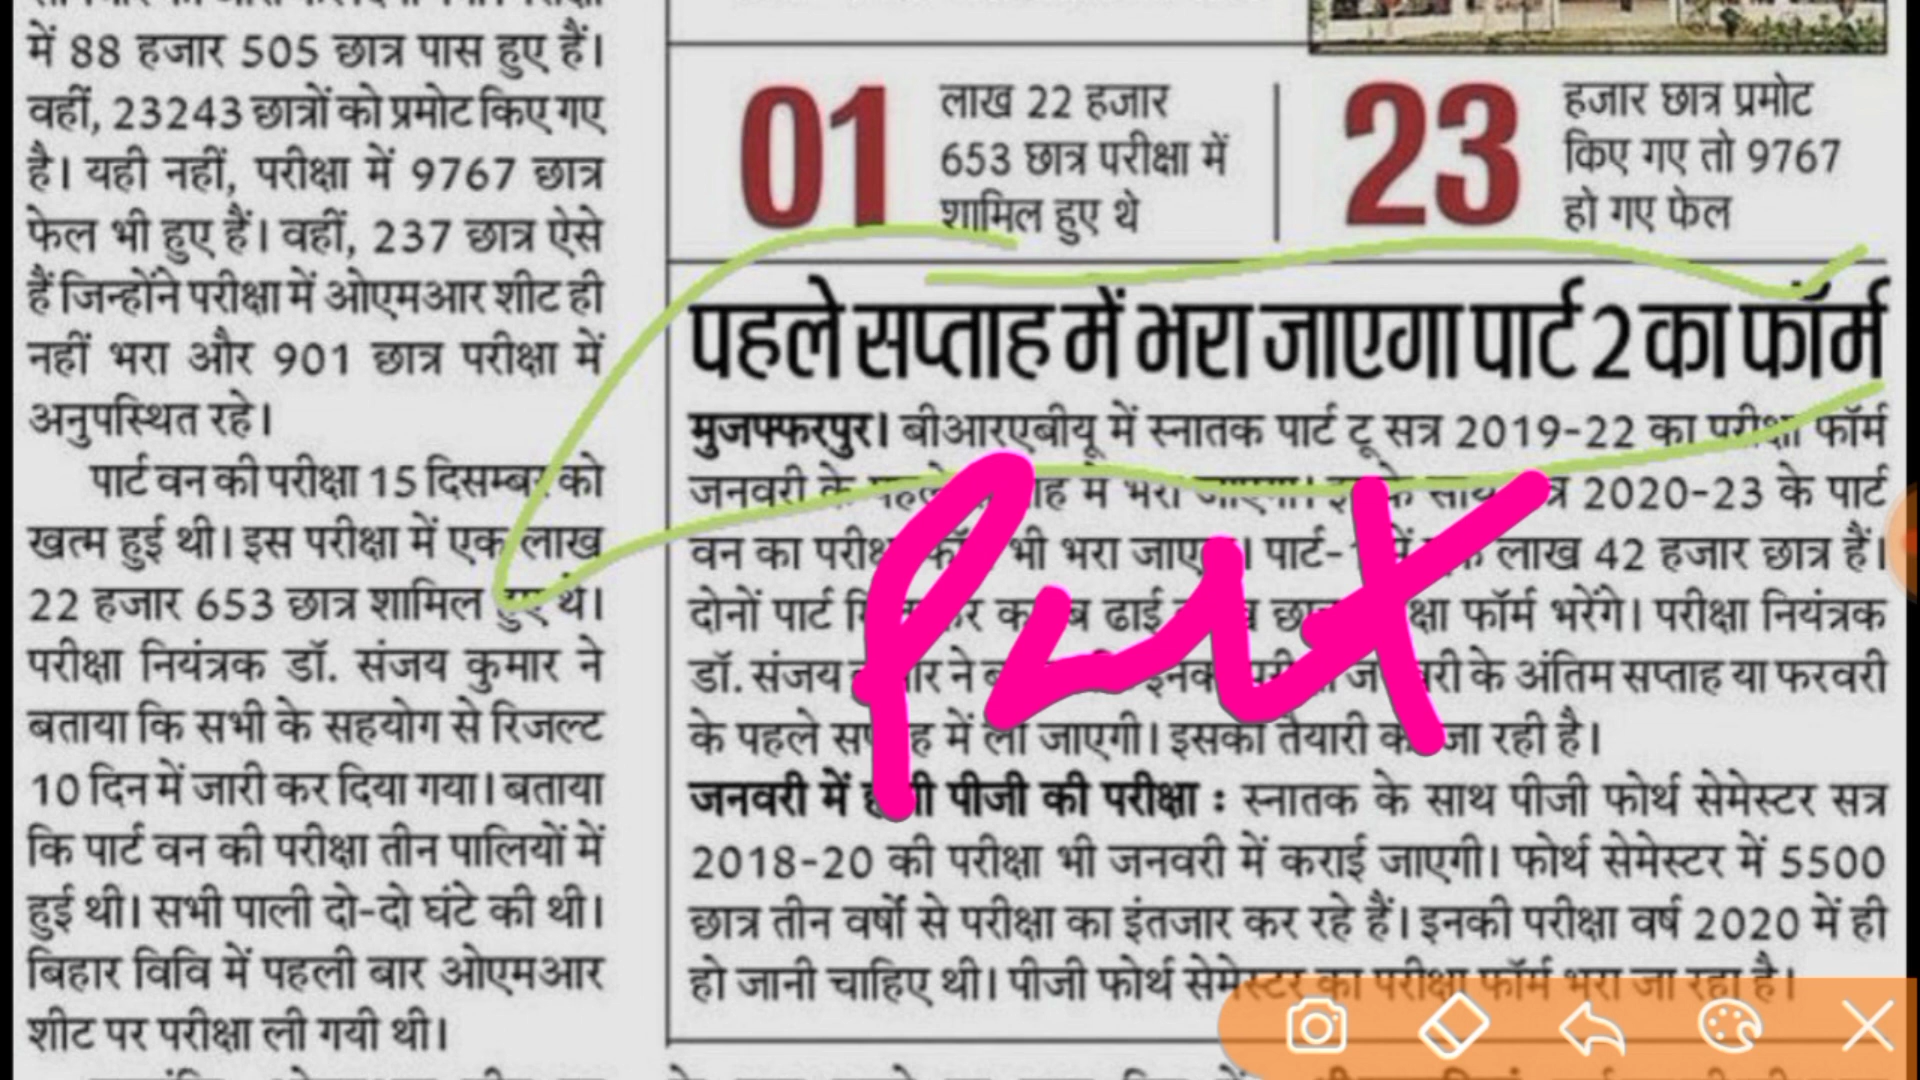 में 88 हजार 505 छात्र पास हुए हैं।
वहीं, 23243 छात्रों को प्रमोट किए गए
है। यही नहीं, परीक्षा में 9767 छात्र
फेल भी हुए हैं। वहीं, 237 छात्र ऐसे
हैं जिन्होंने परीक्षा में ओएमआर शीट ही
नहीं भरा और 901 छात्र परीक्षा में
अनुपस्थित रहे।
पार्ट वन की परीक्षा 15 दिसम्बर को
खत्म हुई थी। इस परीक्षा में एक लाख
22 हजार 653 छात्र शामिल हुए थे।
परीक्षा नियंत्रक डॉ. संजय कुमार ने
बताया कि सभी के सहयोग से रिजल्ट
10 दिन में जारी कर दिया गया। बताया
कि पार्ट वन की परीक्षा तीन पालियों में
हुई थी। सभी पाली दो-दो घंटे की थी।
बिहार विवि में पहली बार ओएमआर
शीट पर परीक्षा ली गयी थी।
01 लाख 22 हजार
653 छात्र परीक्षा में
शामिल हुए थे
23 हजार छात्र प्रमोट
किए गए तो 9767
हो गए फेल
पहले सप्ताह में भरा जाएगा पार्ट 2 का फॉर्म
मुजफ्फरपुर। बीआरएबीयू में स्नातक पार्ट टू सत्र 2019-22 का परीक्षा फॉर्म
जनवरी के पहले में भरा जाएगा। के साथ 2020-23 के पार्ट
वन का भी भरा पार्ट- लाख 42 हजार छात्र हैं।
दोनों पार्ट ढाई फॉर्म भरेंगे। परीक्षा नियंत्रक
डॉ. संजय ने के अंतिम सप्ताह या फरवरी
के पहले में ली जाएगी। इसकी तैयारी जा रही है।
जनवरी में पीजी की परीक्षा : स्नातक के साथ पीजी फोर्थ सेमेस्टर सत्र
2018-20 की परीक्षा भी जनवरी में कराई जाएगी। फोर्थ सेमेस्टर में 5500
छात्र तीन वर्षों से परीक्षा का इंतजार कर रहे हैं। इनकी परीक्षा वर्ष 2020 में ही
हो जानी चाहिए थी। पीजी फोर्थ सेमेस्टर का परीक्षा फॉर्म भरा जा रहा है।